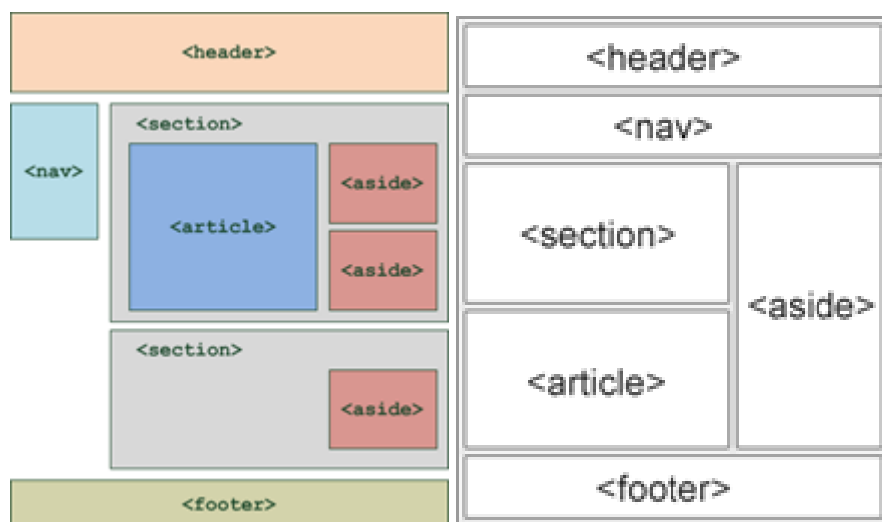 <header>
<nav>
<section>
<article>
<aside>
<aside>
<section>
<aside>
<footer>
<header>
<nav>
<section>
<article>
<aside>
<footer>